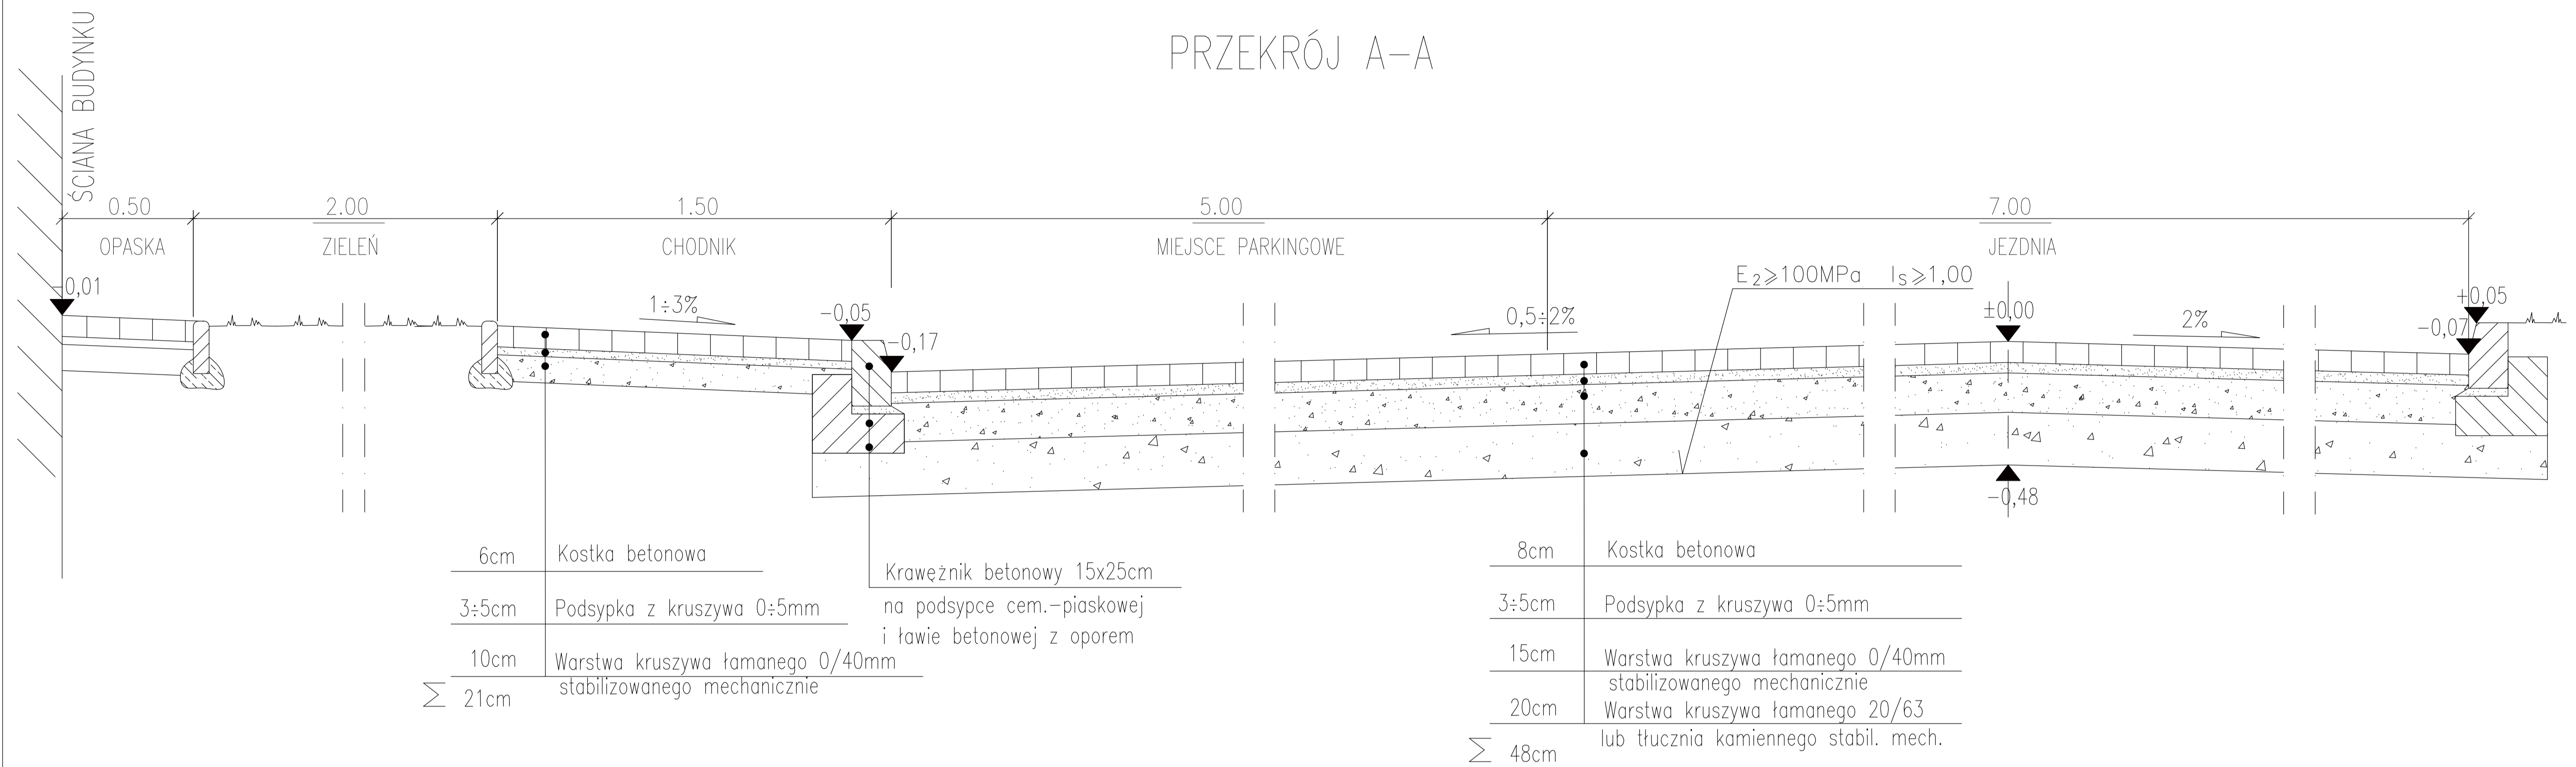 PRZEKRÓJ A-A
ŚCIANA BUDYNKU
0.50
2.00
1.50
5.00
7.00
OPASKA
ZIELEŃ
CHODNIK
MIEJSCE PARKINGOWE
JEZDNIA
-0,01
1÷3%
-0,05
-0,17
0,5÷2%
E₂⩾100MPa Iₛ⩾1,00
±0,00
2%
+0,05
-0,07
-0,48
6cm Kostka betonowa
3÷5cm Podsypka z kruszywa 0÷5mm
10cm Warstwa kruszywa łamanego 0/40mm
stabilizowanego mechanicznie
∑ 21cm
Krawężnik betonowy 15x25cm
na podsypce cem.-piaskowej
i ławie betonowej z oporem
8cm Kostka betonowa
3÷5cm Podsypka z kruszywa 0÷5mm
15cm Warstwa kruszywa łamanego 0/40mm
stabilizowanego mechanicznie
20cm Warstwa kruszywa łamanego 20/63
lub tłucznia kamiennego stabil. mech.
∑ 48cm